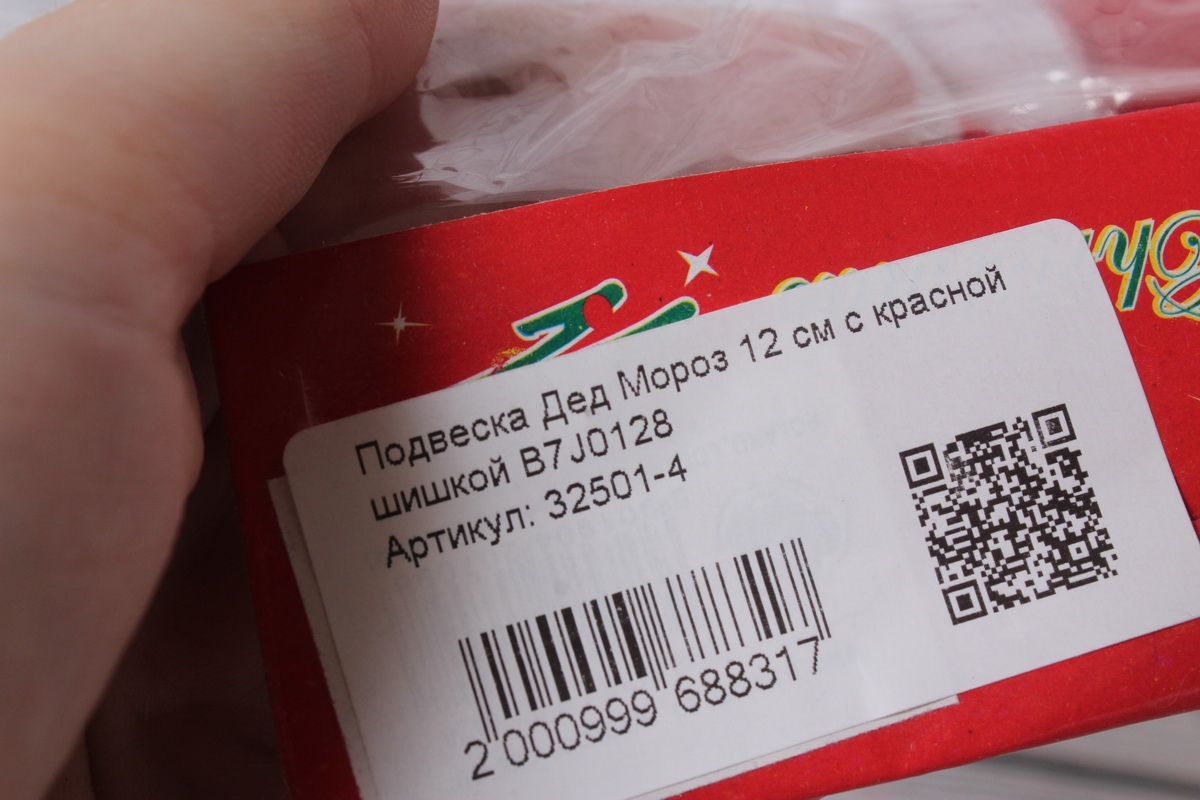 Подвеска Дед Мороз 12 см с красной
шишкой B7J0128
Артикул: 32501-4
2 000999 688317